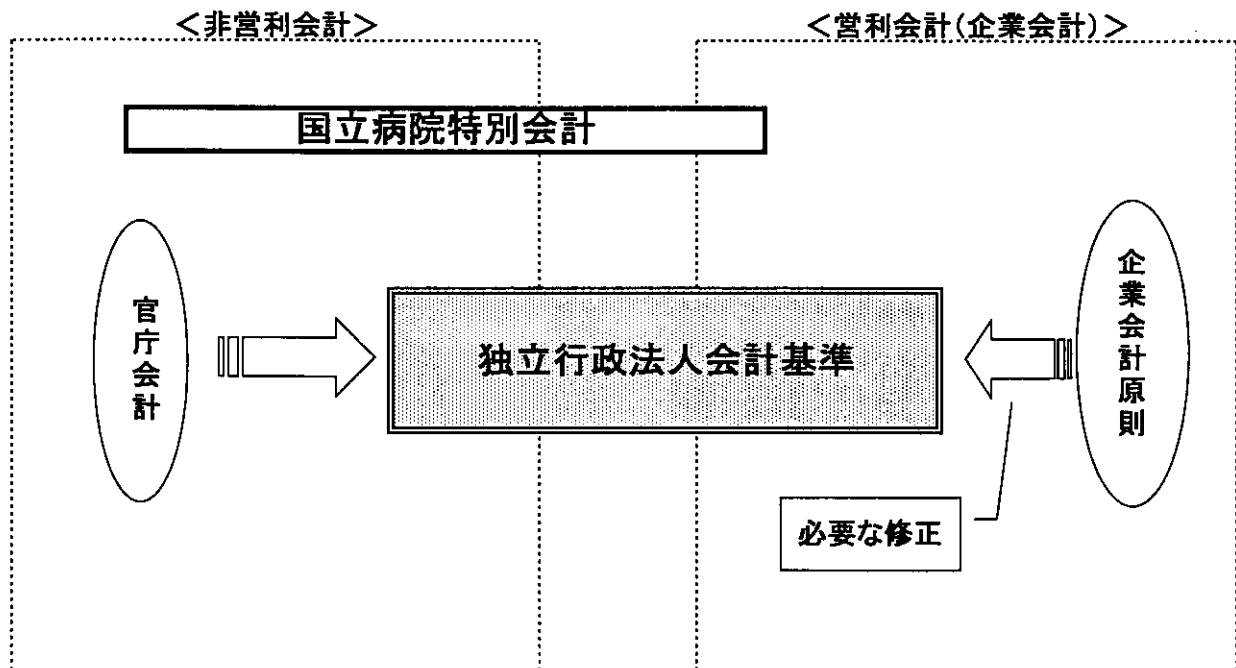 ＜非営利会計＞
＜営利会計(企業会計)＞
国立病院特別会計
官庁会計
独立行政法人会計基準
企業会計原則
必要な修正